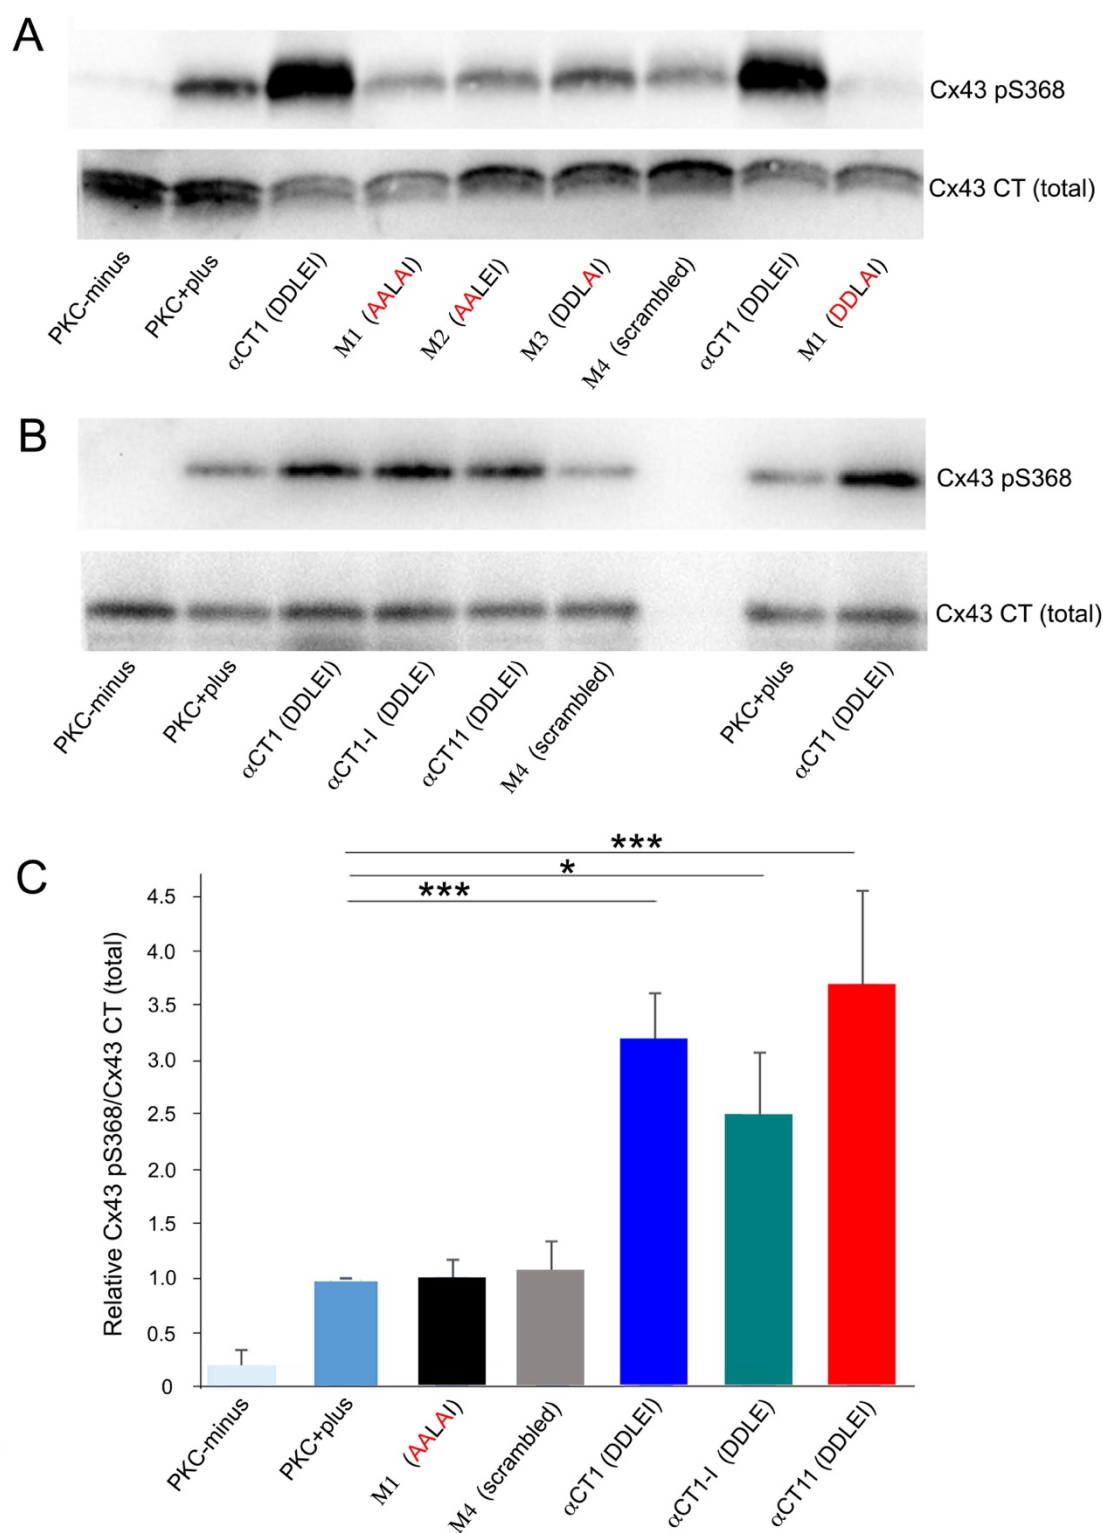 A
Cx43 pS368
Cx43 CT (total)
PKC-minus
PKC+plus
αCT1 (DDLEI)
M1 (AALAI)
M2 (AALEI)
M3 (DDLAI)
M4 (scrambled)
αCT1 (DDLEI)
M1 (DDLAI)
B
Cx43 pS368
Cx43 CT (total)
PKC-minus
PKC+plus
αCT1 (DDLEI)
αCT1-I (DDLE)
αCT11 (DDLEI)
M4 (scrambled)
PKC+plus
αCT1 (DDLEI)
C
***
*
***
Relative Cx43 pS368/Cx43 CT (total)
4.5
4.0
3.5
3.0
2.5
2.0
1.5
1.0
0.5
0
PKC-minus
PKC+plus
M1 (AALAI)
M4 (scrambled)
αCT1 (DDLEI)
αCT1-I (DDLE)
αCT11 (DDLEI)